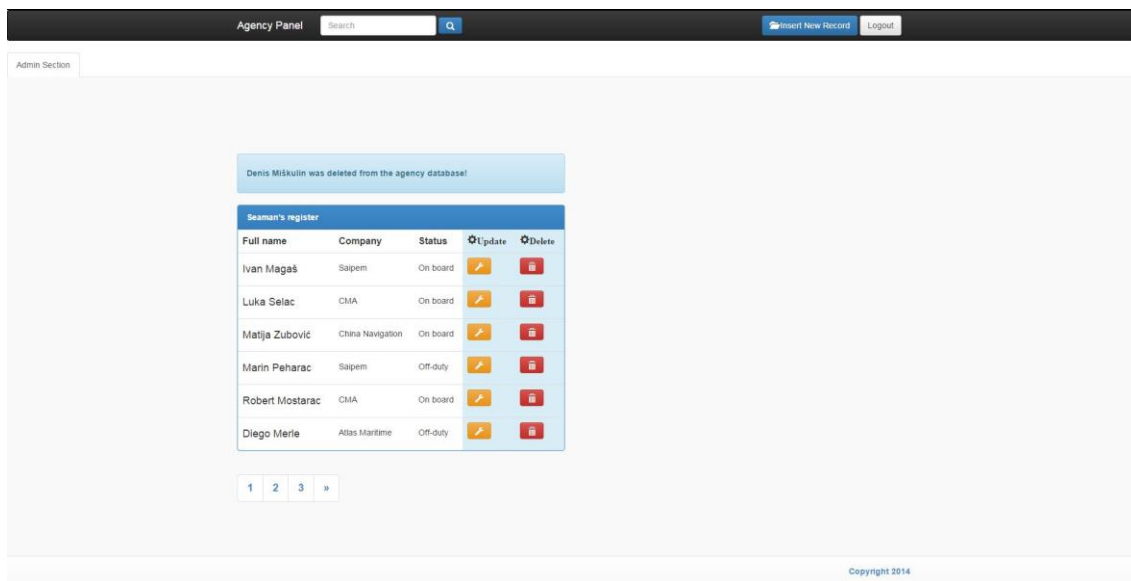 Agency Panel Search Insert New Record Logout
Admin Section
Denis Miškulin was deleted from the agency database!
Seaman's register
Full name Company Status Update Delete
Ivan Magaš Saipem On board
Luka Selac CMA On board
Matija Zubović China Navigation On board
Marin Peharac Saipem Off-duty
Robert Mostarac CMA On board
Diego Merle Atlas Maritime Off-duty
1 2 3 »
Copyright 2014